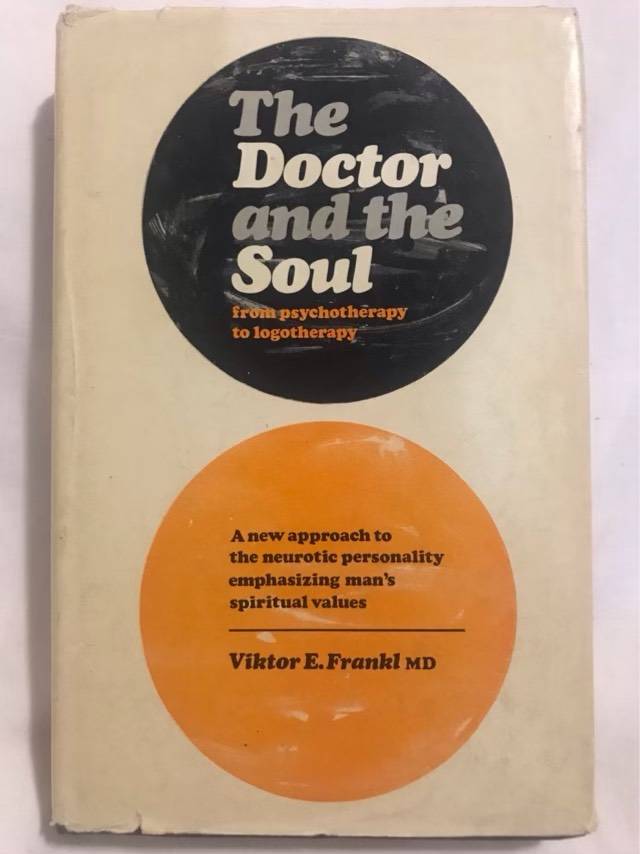 The
Doctor
and the
Soul
from psychotherapy
to logotherapy
A new approach to
the neurotic personality
emphasizing man's
spiritual values
Viktor E. Frankl MD